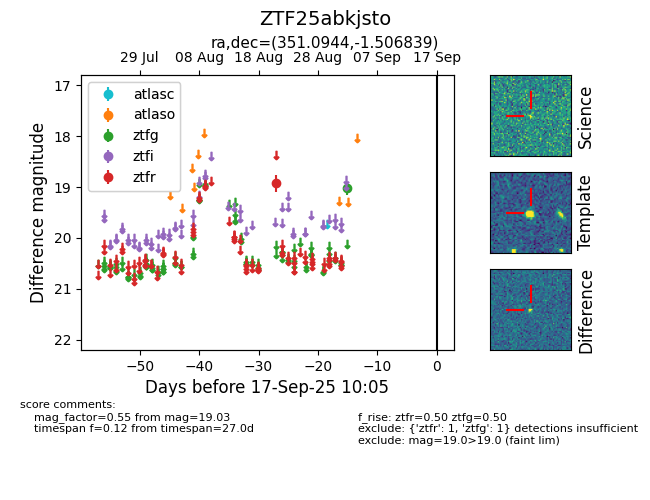 ZTF25abkjsto
ra,dec=(351.0944,-1.506839)
29 Jul 08 Aug 18 Aug 28 Aug 07 Sep 17 Sep
17
18
19
20
21
22
Difference magnitude
atlasc
atlaso
ztfg
ztfi
ztfr
−50 −40 −30 −20 −10 0
Days before 17-Sep-25 10:05
Science
Template
Difference
score comments:
mag_factor=0.55 from mag=19.03
timespan f=0.12 from timespan=27.0d
f_rise: ztfr=0.50 ztfg=0.50
exclude: {'ztfr': 1, 'ztfg': 1} detections insufficient
exclude: mag=19.0>19.0 (faint lim)